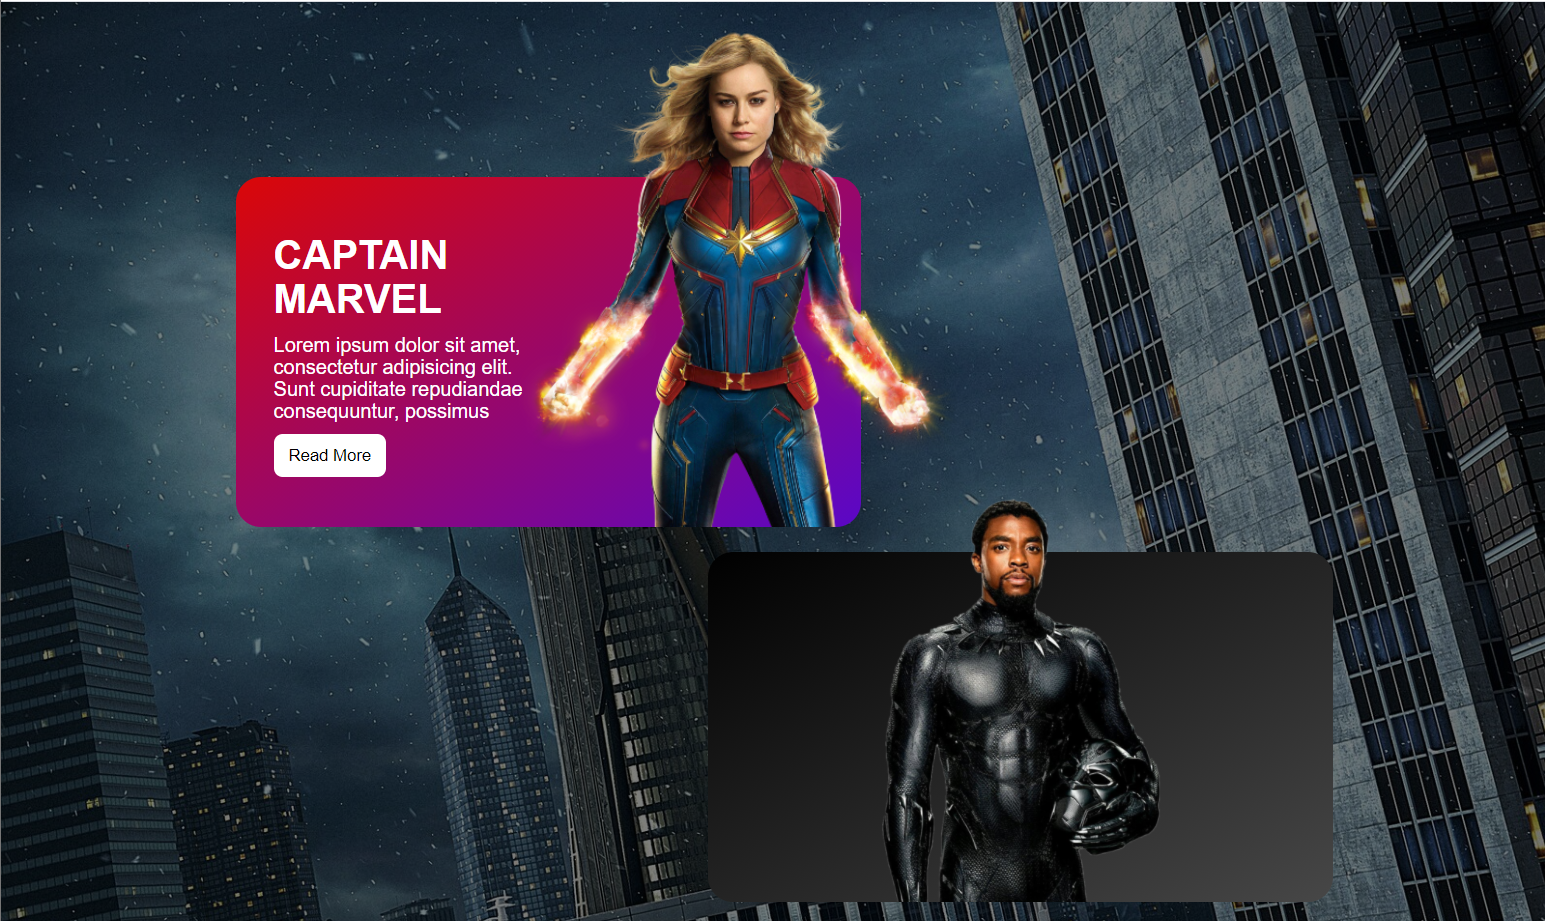 CAPTAIN
MARVEL
Lorem ipsum dolor sit amet,
consectetur adipisicing elit.
Sunt cupiditate repudiandae
consequuntur, possimus
Read More